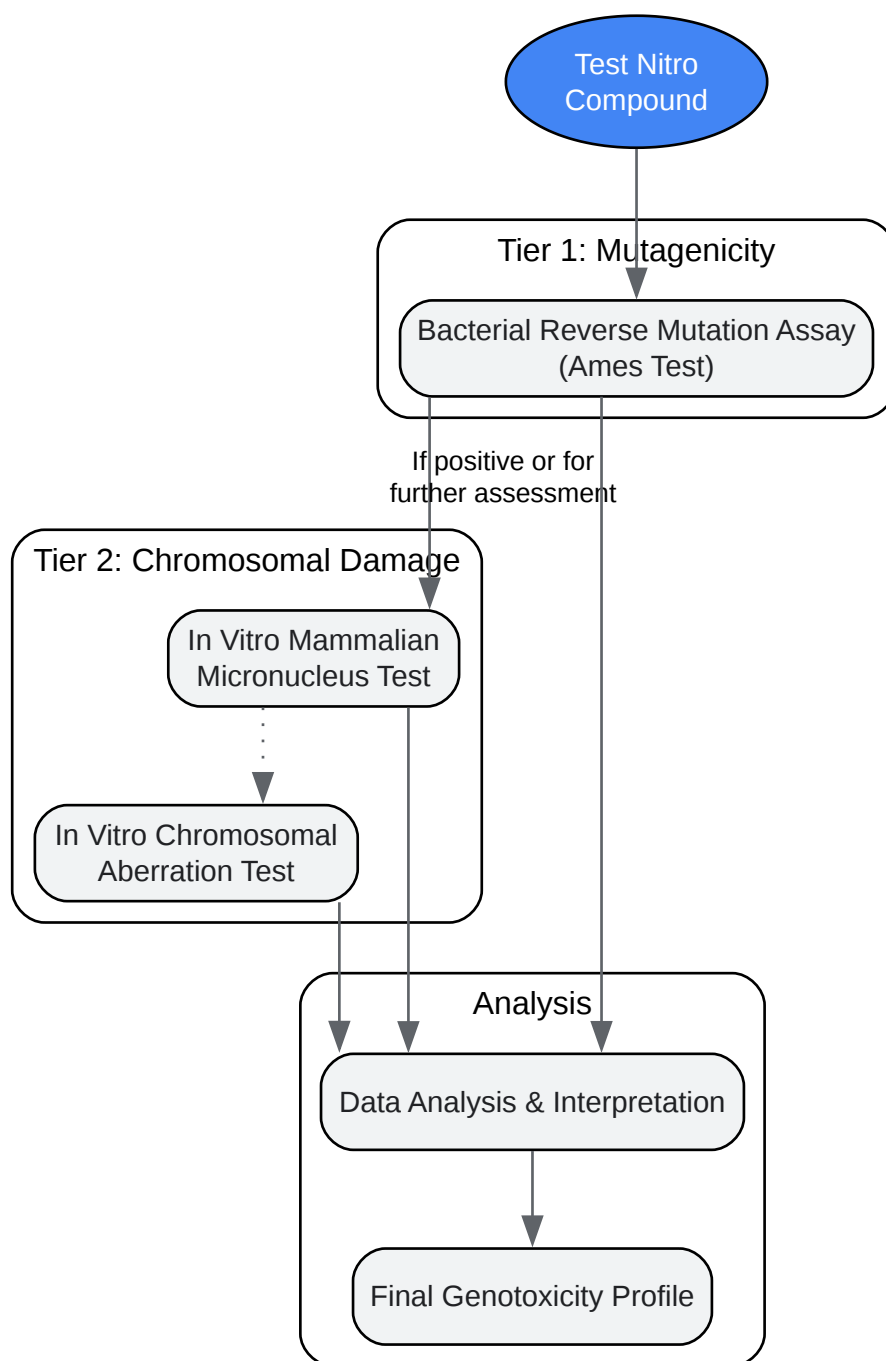 Test Nitro
Compound
Tier 1: Mutagenicity
Bacterial Reverse Mutation Assay
(Ames Test)
If positive or for
further assessment
Tier 2: Chromosomal Damage
In Vitro Mammalian
Micronucleus Test
In Vitro Chromosomal
Aberration Test
Analysis
Data Analysis & Interpretation
Final Genotoxicity Profile